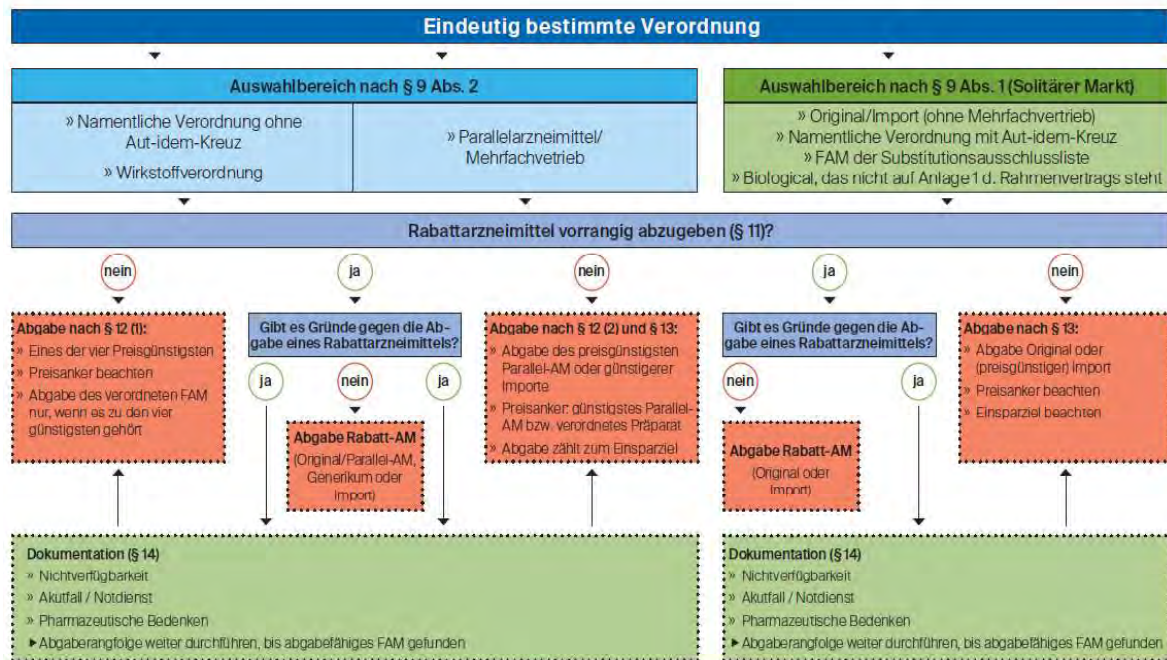 Eindeutig bestimmte Verordnung
Auswahlbereich nach § 9 Abs. 2
» Namentliche Verordnung ohne
Aut-idem-Kreuz
» Wirkstoffverordnung
» Parallelarzneimittel/
Mehrfachvetrieb
Auswahlbereich nach § 9 Abs. 1 (Solitärer Markt)
» Original/Import (ohne Mehrfachvertrieb)
» Namentliche Verordnung mit Aut-idem-Kreuz
» FAM der Substitutionsausschlussliste
» Biological, das nicht auf Anlage 1 d. Rahmenvertrags steht
Rabattarzneimittel vorrangig abzugeben (§ 11)?
nein
ja
nein
ja
nein
Abgabe nach § 12 (1):
» Eines der vier Preisgünstigsten
» Preisanker beachten
» Abgabe des verordneten FAM
nur, wenn es zu den vier
günstigsten gehört
Gibt es Gründe gegen die Ab-
gabe eines Rabattarzneimittels?
ja
nein
ja
Abgabe Rabatt-AM
(Original/Parallel-AM,
Generikum oder
Import)
Abgabe nach § 12 (2) und § 13:
» Abgabe des preisgünstigsten
Parallel-AM oder günstigerer
Importe
» Preisanker: günstigstes Parallel-
AM bzw. verordnetes Präparat
» Abgabe zählt zum Einsparziel
Gibt es Gründe gegen die Ab-
gabe eines Rabattarzneimittels?
nein
ja
Abgabe Rabatt-AM
(Original oder
Import)
Abgabe nach § 13:
» Abgabe Original oder
(preisgünstiger) Import
» Preisanker beachten
» Einsparziel beachten
Dokumentation (§ 14)
» Nichtverfügbarkeit
» Akutfall / Notdienst
» Pharmazeutische Bedenken
▶ Abgaberangfolge weiter durchführen, bis abgabefähiges FAM gefunden
Dokumentation (§ 14)
» Nichtverfügbarkeit
» Akutfall / Notdienst
» Pharmazeutische Bedenken
▶ Abgaberangfolge weiter durchführen, bis abgabefähiges FAM gefunden